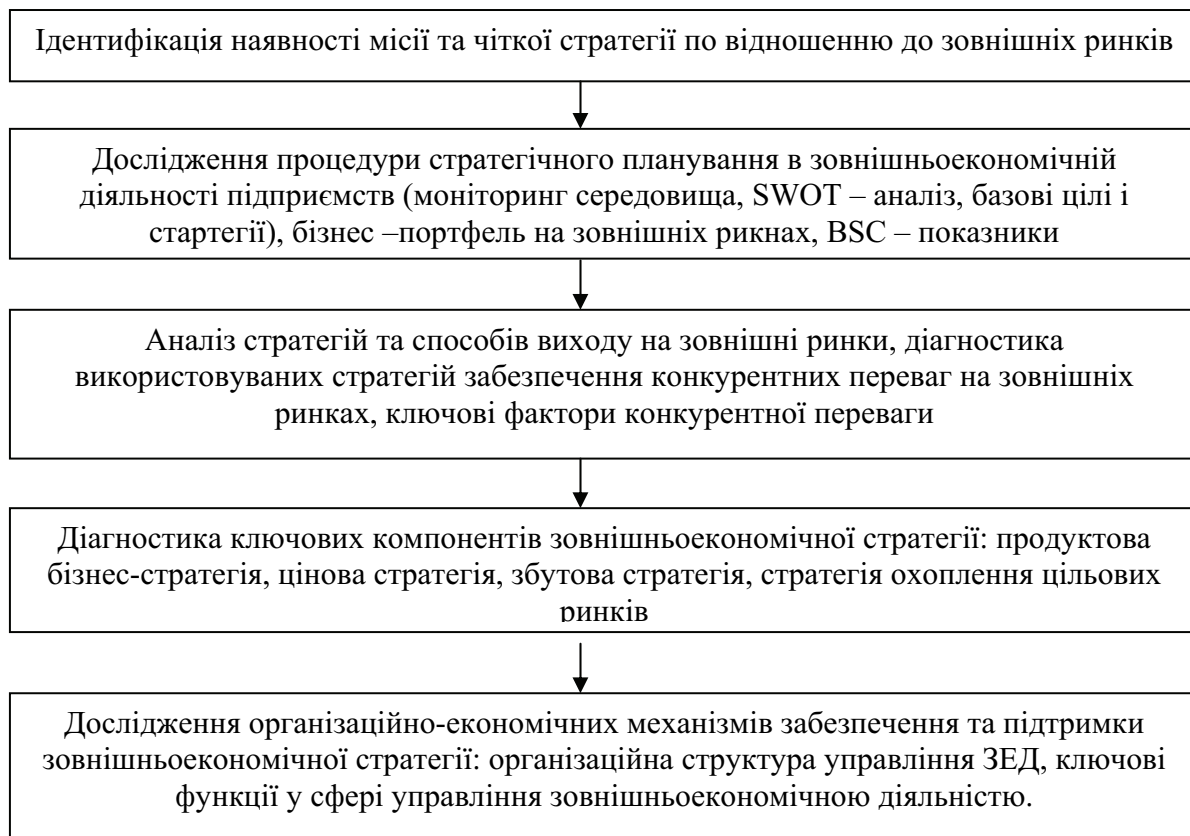 Ідентифікація наявності місії та чіткої стратегії по відношенню до зовнішніх ринків
Дослідження процедури стратегічного планування в зовнішньоекономічній
діяльності підприємств (моніторинг середовища, SWOT – аналіз, базові цілі і
стартегії), бізнес –портфель на зовнішніх рикнах, BSC – показники
Аналіз стратегій та способів виходу на зовнішні ринки, діагностика
використовуваних стратегій забезпечення конкурентних переваг на зовнішніх
ринках, ключові фактори конкурентної переваги
Діагностика ключових компонентів зовнішньоекономічної стратегії: продуктова
бізнес-стратегія, цінова стратегія, збутова стратегія, стратегія охоплення цільових
ринків
Дослідження організаційно-економічних механізмів забезпечення та підтримки
зовнішньоекономічної стратегії: організаційна структура управління ЗЕД, ключові
функції у сфері управління зовнішньоекономічною діяльністю.